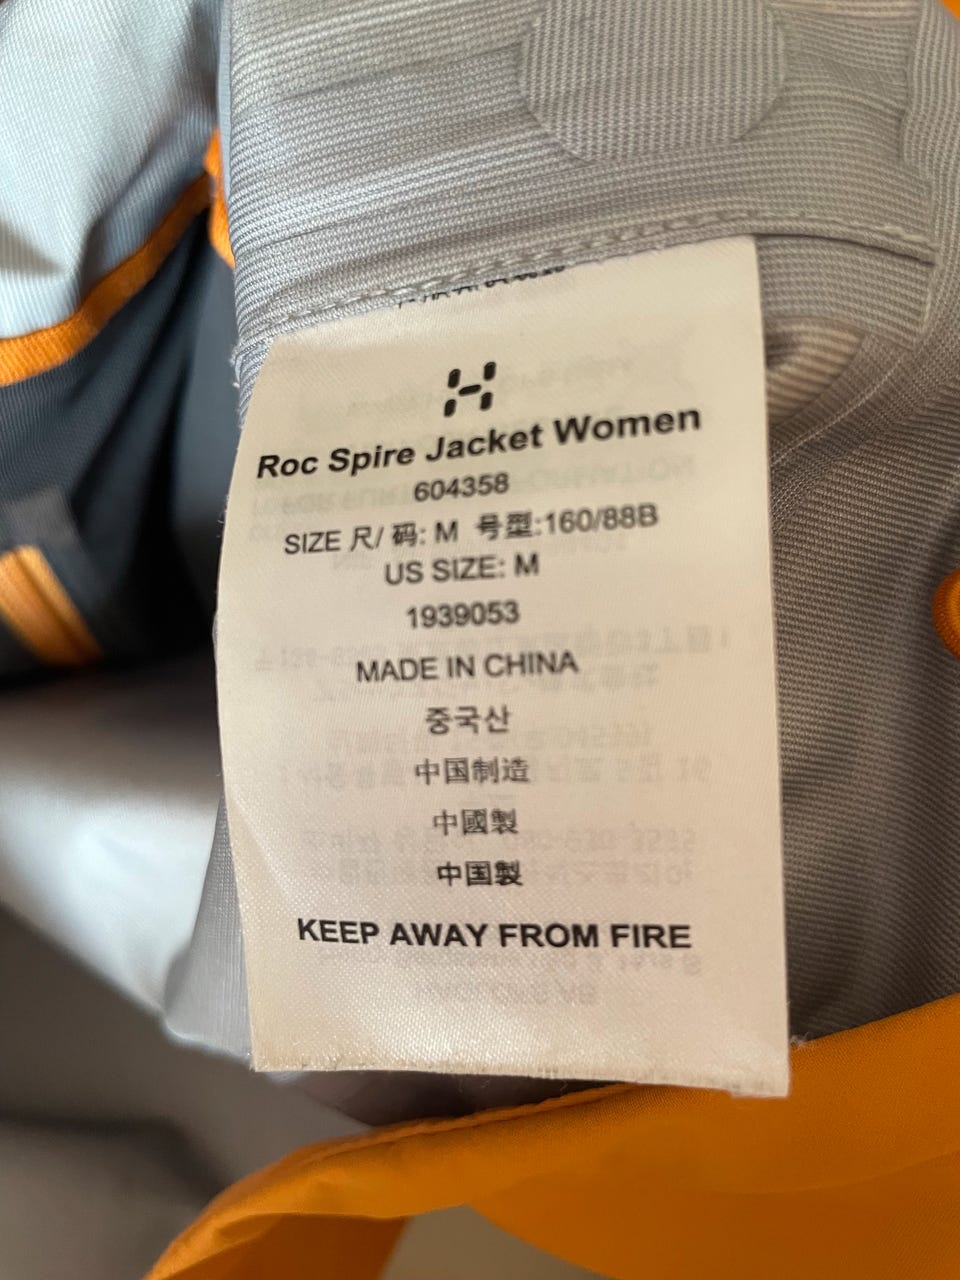 Roc Spire Jacket Women
604358
SIZE 尺/ 码: M 号型:160/88B
US SIZE: M
1939053
MADE IN CHINA
중국산
中国制造
中國製
中国製
KEEP AWAY FROM FIRE